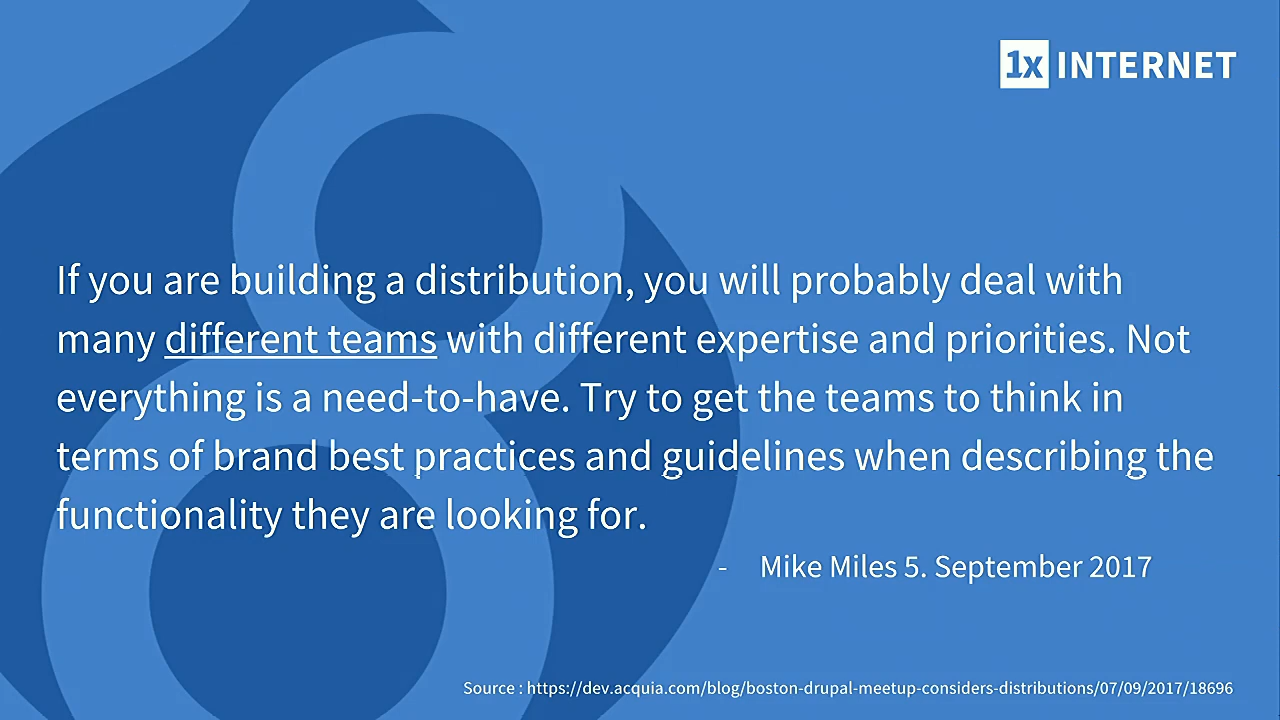 1x INTERNET
If you are building a distribution, you will probably deal with
many different teams with different expertise and priorities. Not
everything is a need-to-have. Try to get the teams to think in
terms of brand best practices and guidelines when describing the
functionality they are looking for.
- Mike Miles 5. September 2017
Source : https://dev.acquia.com/blog/boston-drupal-meetup-considers-distributions/07/09/2017/18696